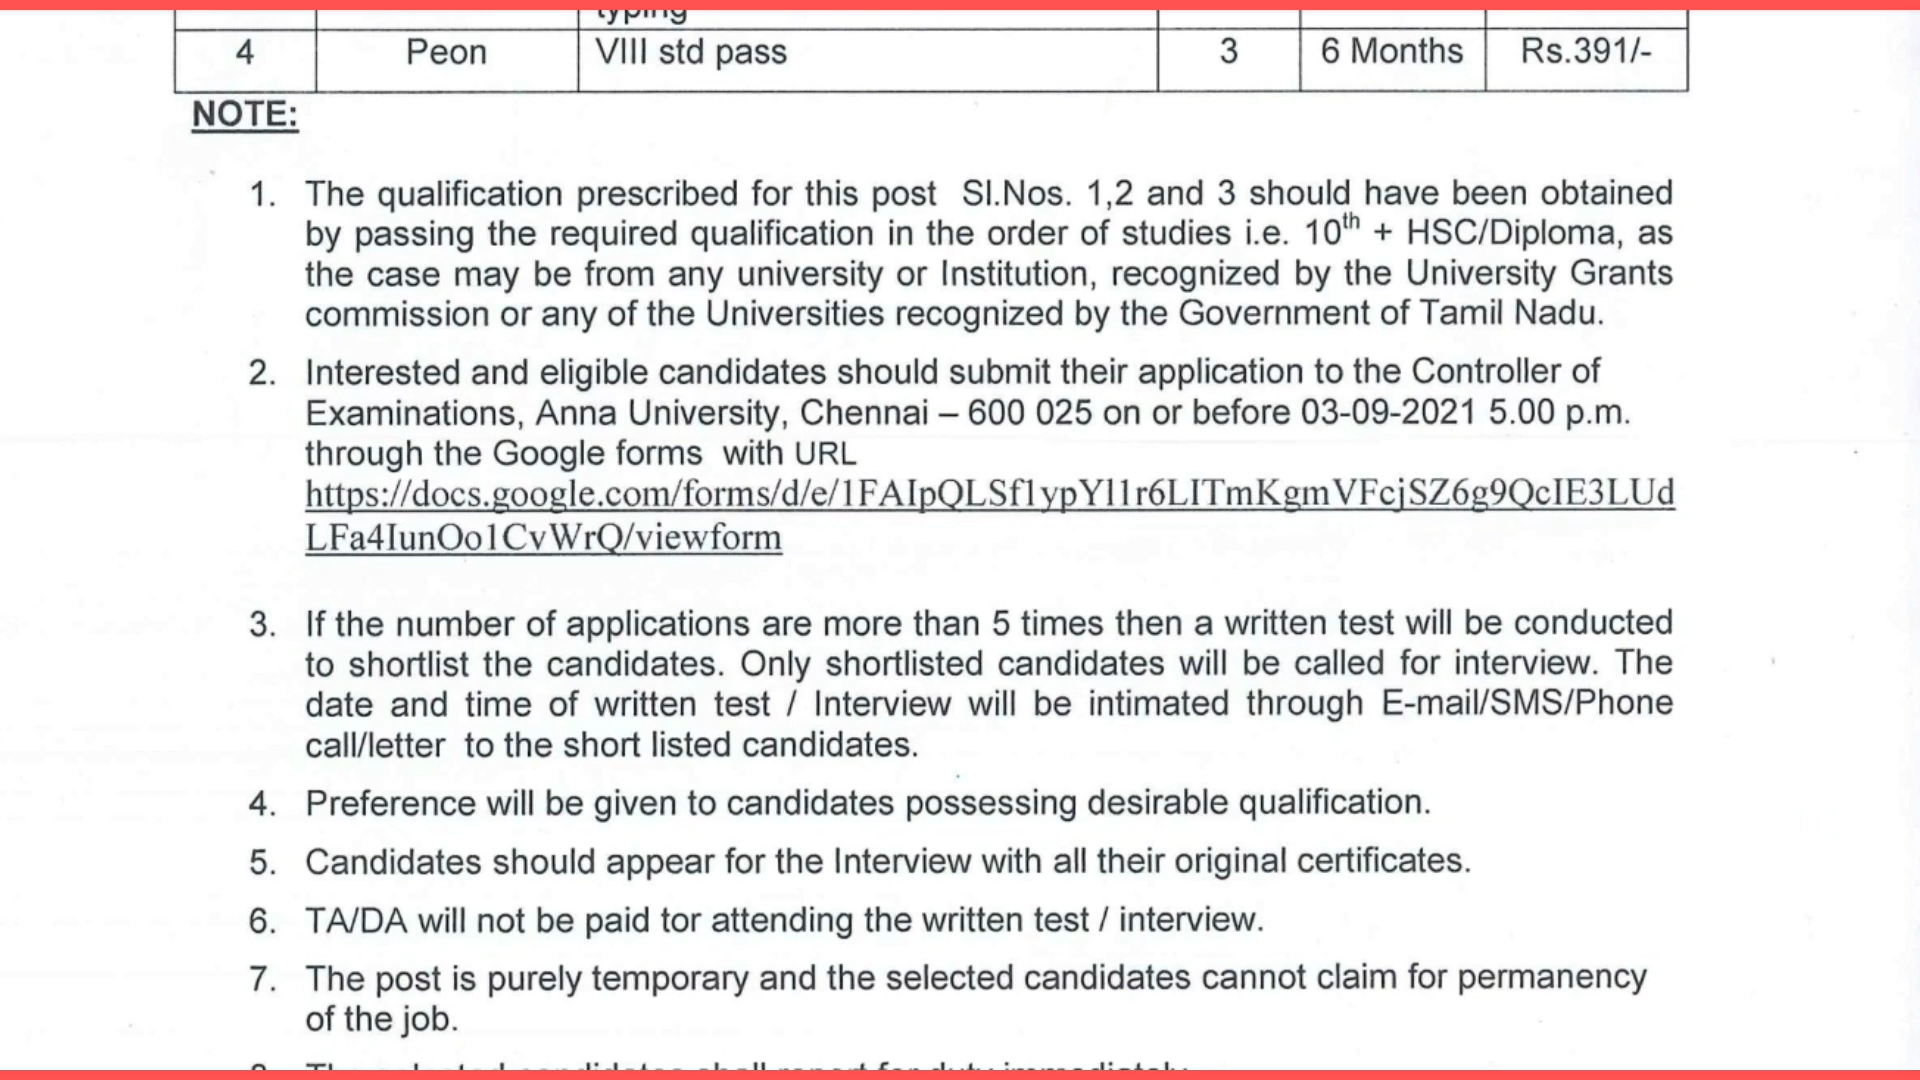 typing
4 Peon VIII std pass 3 6 Months Rs.391/-
NOTE:
1. The qualification prescribed for this post Sl.Nos. 1,2 and 3 should have been obtained
by passing the required qualification in the order of studies i.e. 10th + HSC/Diploma, as
the case may be from any university or Institution, recognized by the University Grants
commission or any of the Universities recognized by the Government of Tamil Nadu.
2. Interested and eligible candidates should submit their application to the Controller of
Examinations, Anna University, Chennai – 600 025 on or before 03-09-2021 5.00 p.m.
through the Google forms with URL
https://docs.google.com/forms/d/e/1FAIpQLSf1ypYl1r6LITmKgmVFcjSZ6g9QcIE3LUd
LFa4IunOo1CvWrQ/viewform
3. If the number of applications are more than 5 times then a written test will be conducted
to shortlist the candidates. Only shortlisted candidates will be called for interview. The
date and time of written test / Interview will be intimated through E-mail/SMS/Phone
call/letter to the short listed candidates.
4. Preference will be given to candidates possessing desirable qualification.
5. Candidates should appear for the Interview with all their original certificates.
6. TA/DA will not be paid tor attending the written test / interview.
7. The post is purely temporary and the selected candidates cannot claim for permanency
of the job.
8. The selected candidates shall report for duty immediately.